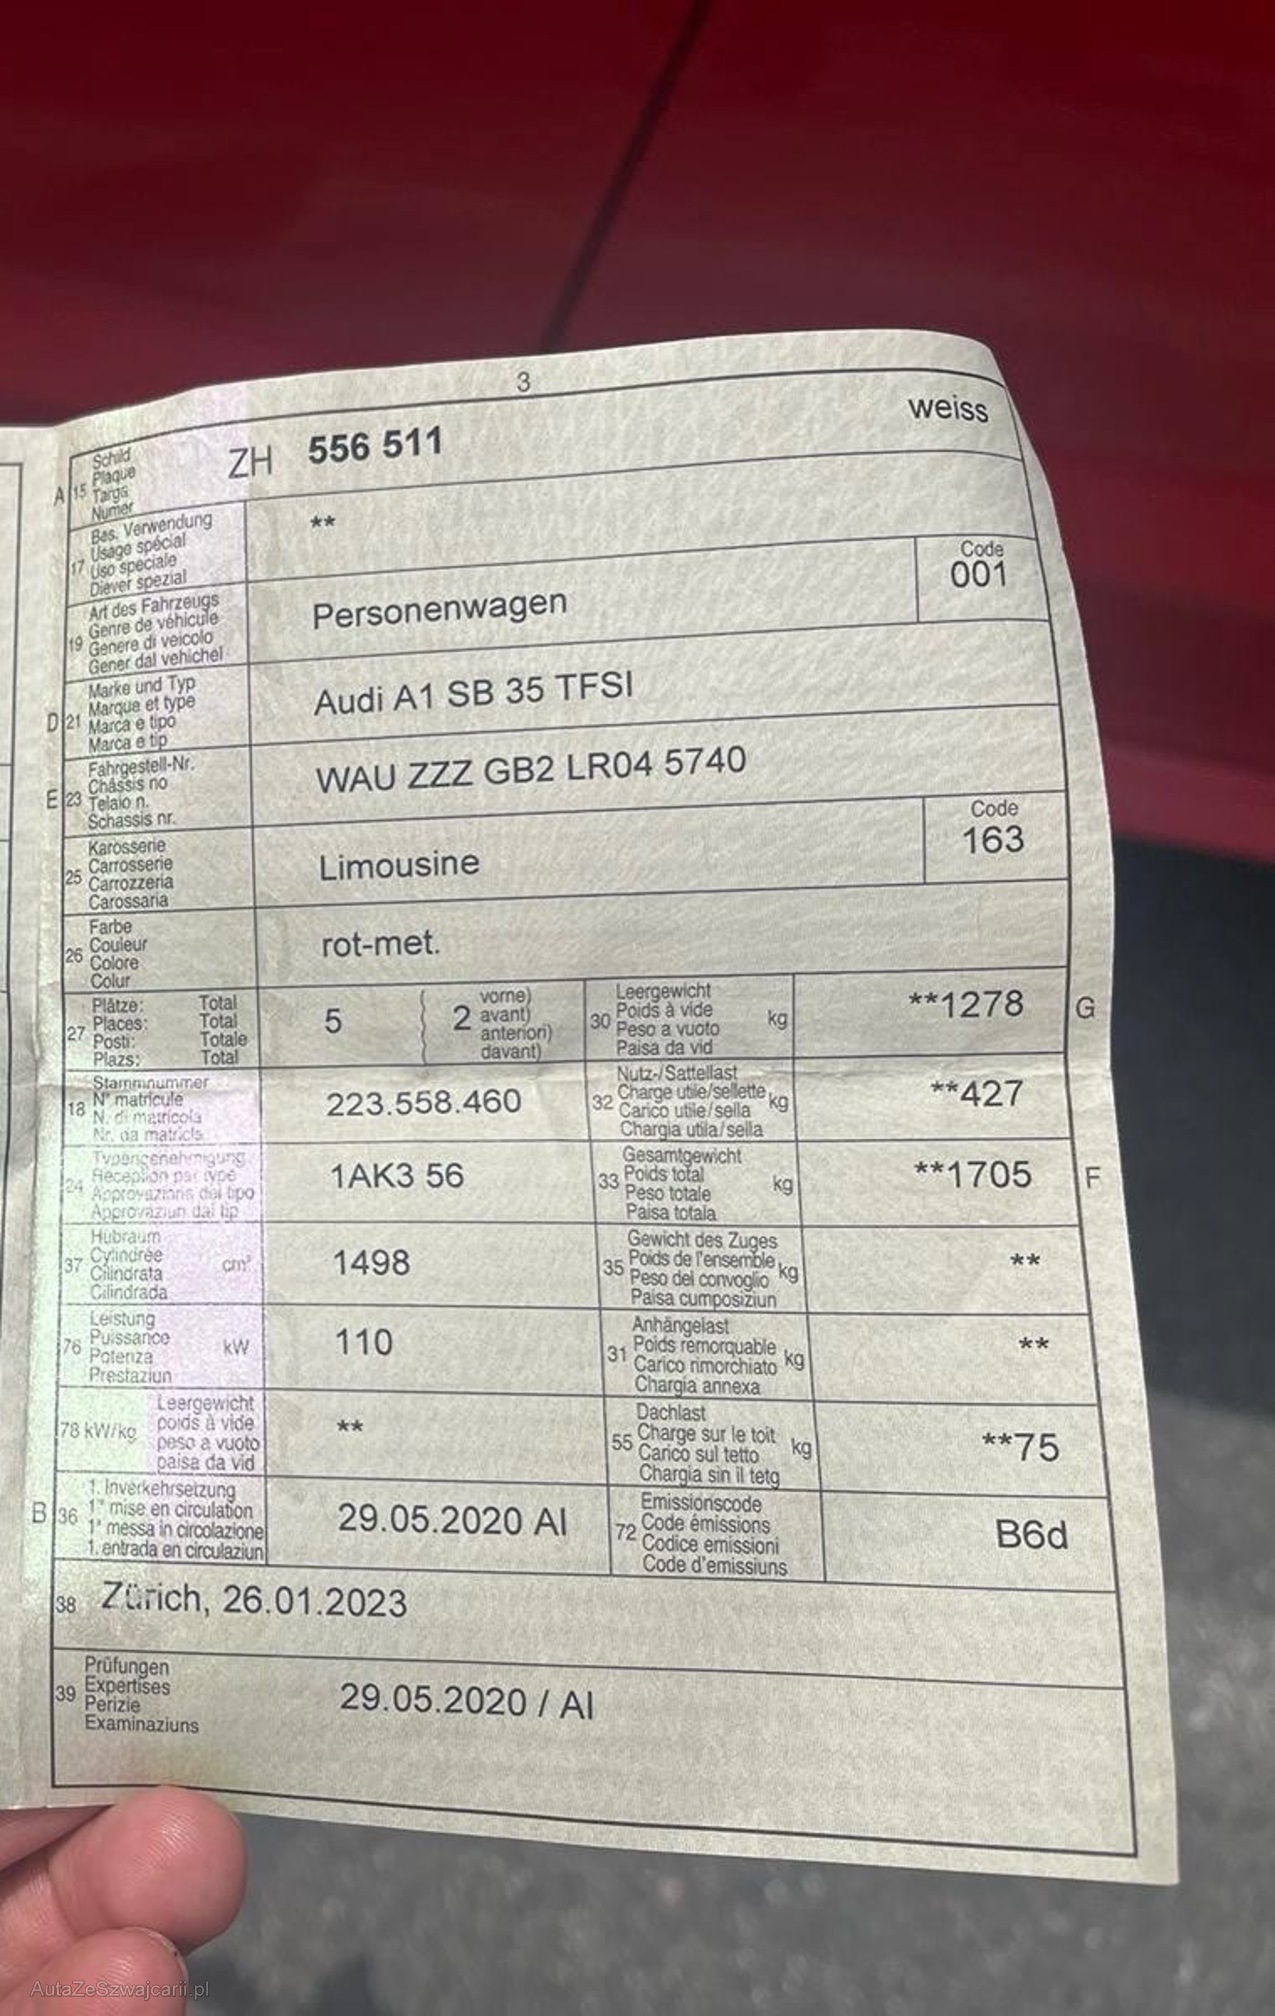 3
A 15 Schild
Plaque
Targa
Numer
ZH 556 511 weiss
17 Bas. Verwendung
Usage spécial
Uso speciale
Diever spezial
**
19 Art des Fahrzeugs
Genre de véhicule
Genere di veicolo
Gener dal vehichel
Personenwagen
Code
001
D 21 Marke und Typ
Marque et type
Marca e tipo
Marca e tip
Audi A1 SB 35 TFSI
E 23 Fahrgestell-Nr.
Châssis no
Telaio n.
Schassis nr.
WAU ZZZ GB2 LR04 5740
25 Karosserie
Carrosserie
Carrozzeria
Carossaria
Limousine
Code
163
26 Farbe
Couleur
Colore
Colur
rot-met.
27 Plätze: Total
Places: Total
Posti: Totale
Plazs: Total
5
2 vorne)
avant)
anteriori)
davant)
30 Leergewicht
Poids à vide
Peso a vuoto
Paisa da vid
kg
**1278 G
18 Stammnummer
N° matricule
N. di matricola
Nr. da matricla
223.558.460
32 Nutz-/Sattellast
Charge utile/sellette
Carico utile/sella
Chargia utila/sella
kg
**427
24 Typengenehmigung
Réception par type
Approvazione del tipo
Approvaziun dal tip
1AK3 56
33 Gesamtgewicht
Poids total
Peso totale
Paisa totala
kg
**1705 F
37 Hubraum
Cylindrée
Cilindrata
Cilindrada
cm³
1498
35 Gewicht des Zuges
Poids de l'ensemble
Peso del convoglio
Paisa cumposiziun
kg
**
76 Leistung
Puissance
Potenza
Prestaziun
kW
110
31 Anhängelast
Poids remorquable
Carico rimorchiato
Chargia annexa
kg
**
78 kW/kg Leergewicht
poids à vide
peso a vuoto
paisa da vid
**
55 Dachlast
Charge sur le toit
Carico sul tetto
Chargia sin il tetg
kg
**75
B 36 1. Inverkehrsetzung
1re mise en circulation
1a messa in circolazione
1. entrada en circulaziun
29.05.2020 AI
72 Emissionscode
Code émissions
Codice emissioni
Code d'emissiuns
B6d
38 Zürich, 26.01.2023
39 Prüfungen
Expertises
Perizie
Examinaziuns
29.05.2020 / AI
AutaZeSzwajcarii.pl